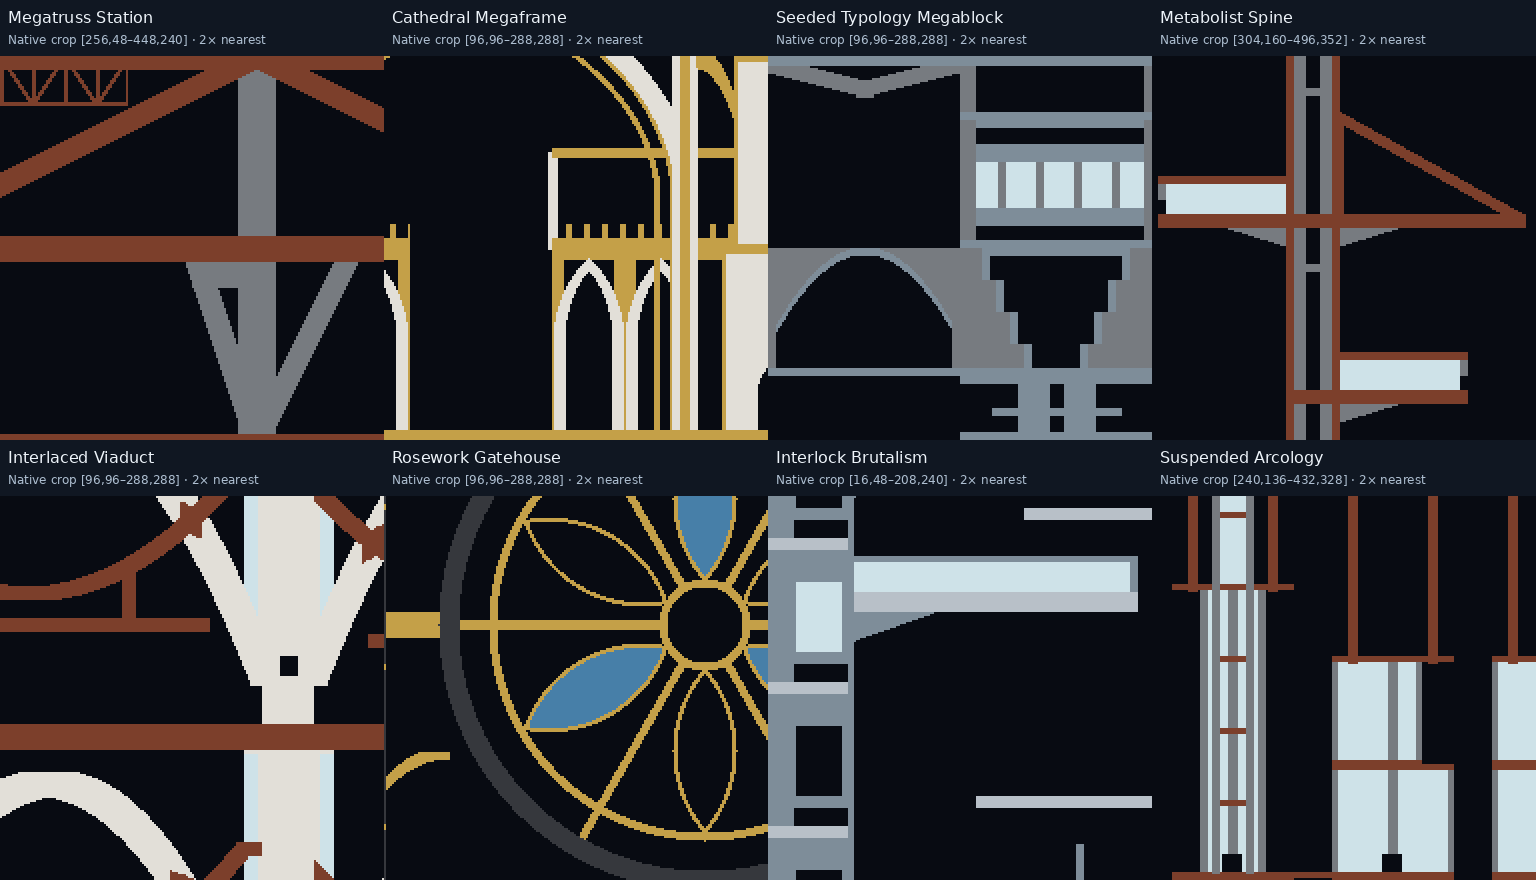 Megatruss Station
Native crop [256,48–448,240] · 2× nearest
Cathedral Megaframe
Native crop [96,96–288,288] · 2× nearest
Seeded Typology Megablock
Native crop [96,96–288,288] · 2× nearest
Metabolist Spine
Native crop [304,160–496,352] · 2× nearest
Interlaced Viaduct
Native crop [96,96–288,288] · 2× nearest
Rosework Gatehouse
Native crop [96,96–288,288] · 2× nearest
Interlock Brutalism
Native crop [16,48–208,240] · 2× nearest
Suspended Arcology
Native crop [240,136–432,328] · 2× nearest